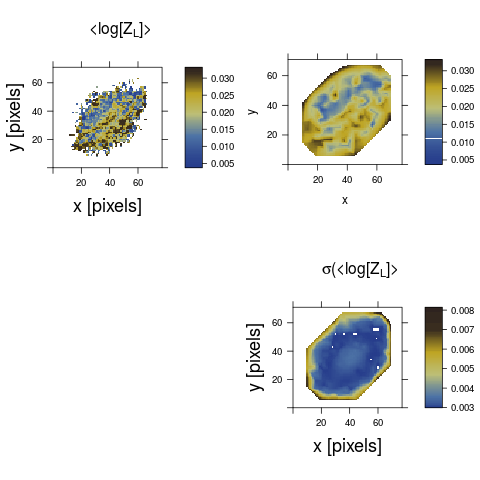 <log[Z_L]>
y [pixels]
60
40
20
20 40 60
x [pixels]
0.030
0.025
0.020
0.015
0.010
0.005
y
60
40
20
20 40 60
x
0.030
0.025
0.020
0.015
0.010
0.005
σ(<log[Z_L]>
y [pixels]
60
40
20
20 40 60
x [pixels]
0.008
0.007
0.006
0.005
0.004
0.003